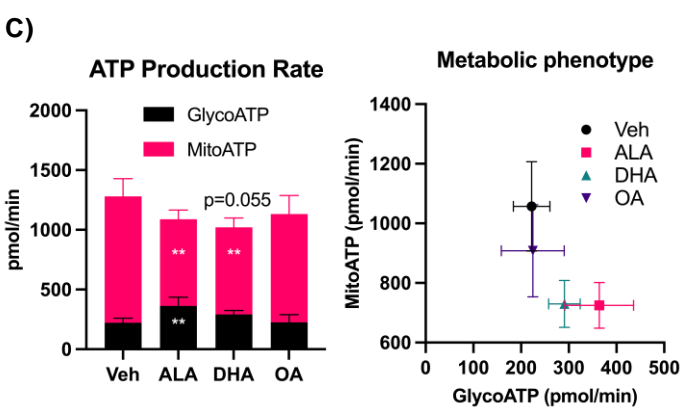 C)
ATP Production Rate
2000
1500
1000
500
0
pmol/min
GlycoATP
MitoATP
p=0.055
**
**
**
Veh ALA DHA OA
Metabolic phenotype
1400
1200
1000
800
600
MitoATP (pmol/min)
Veh
ALA
DHA
OA
0 100 200 300 400 500
GlycoATP (pmol/min)